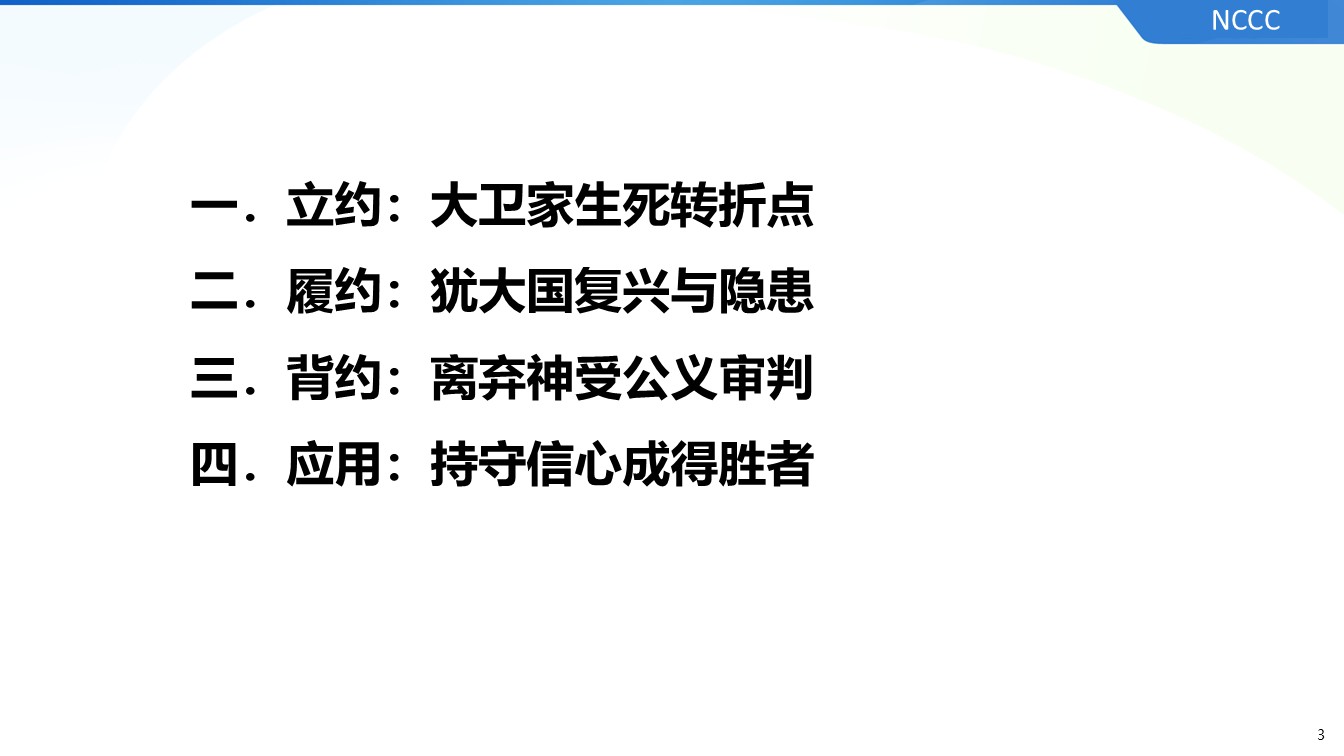 NCCC
一．立约：大卫家生死转折点
二．履约：犹大国复兴与隐患
三．背约：离弃神受公义审判
四．应用：持守信心成得胜者
3